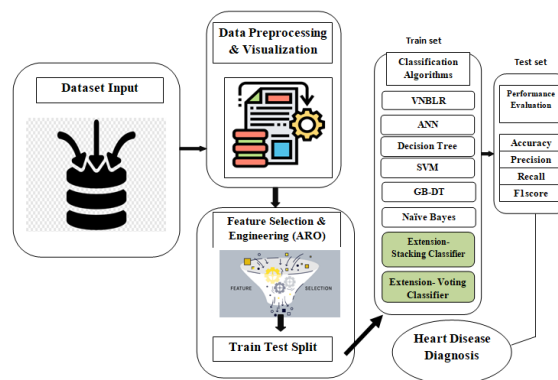 Dataset Input
Data Preprocessing
& Visualization
Feature Selection &
Engineering (ARO)
FEATURE
SELECTION
Train Test Split
Train set
Classification
Algorithms
VNBLR
ANN
Decision Tree
SVM
GB-DT
Naïve Bayes
Extension-
Stacking Classifier
Extension- Voting
Classifier
Test set
Performance
Evaluation
Accuracy
Precision
Recall
F1score
Heart Disease
Diagnosis